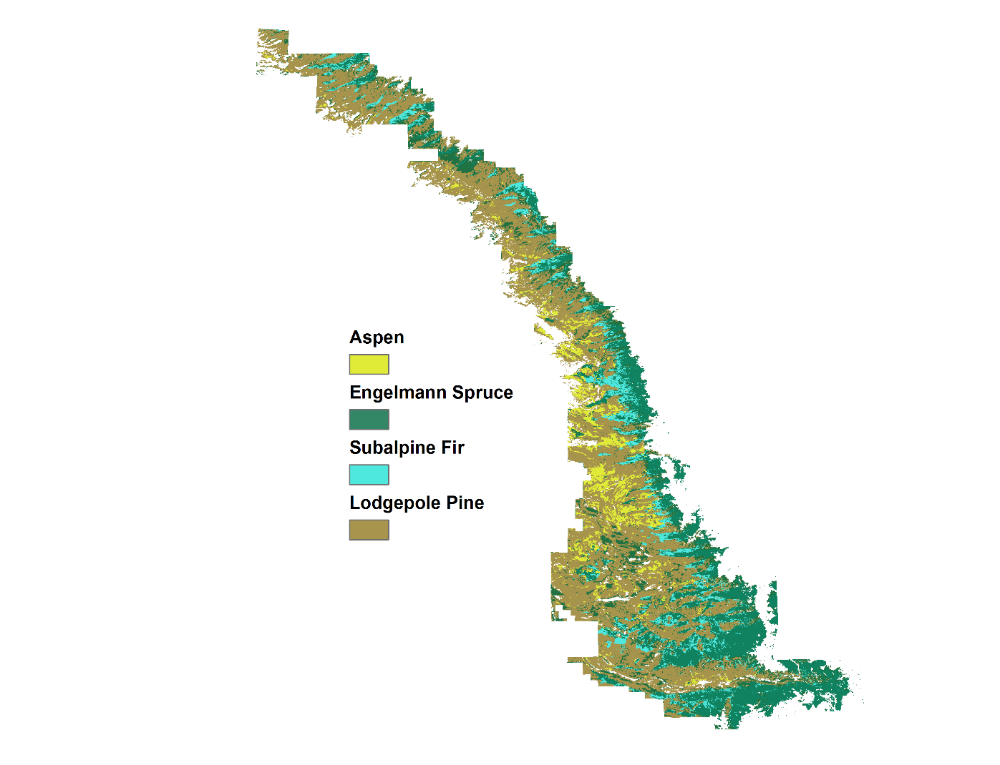 Aspen
Engelmann Spruce
Subalpine Fir
Lodgepole Pine